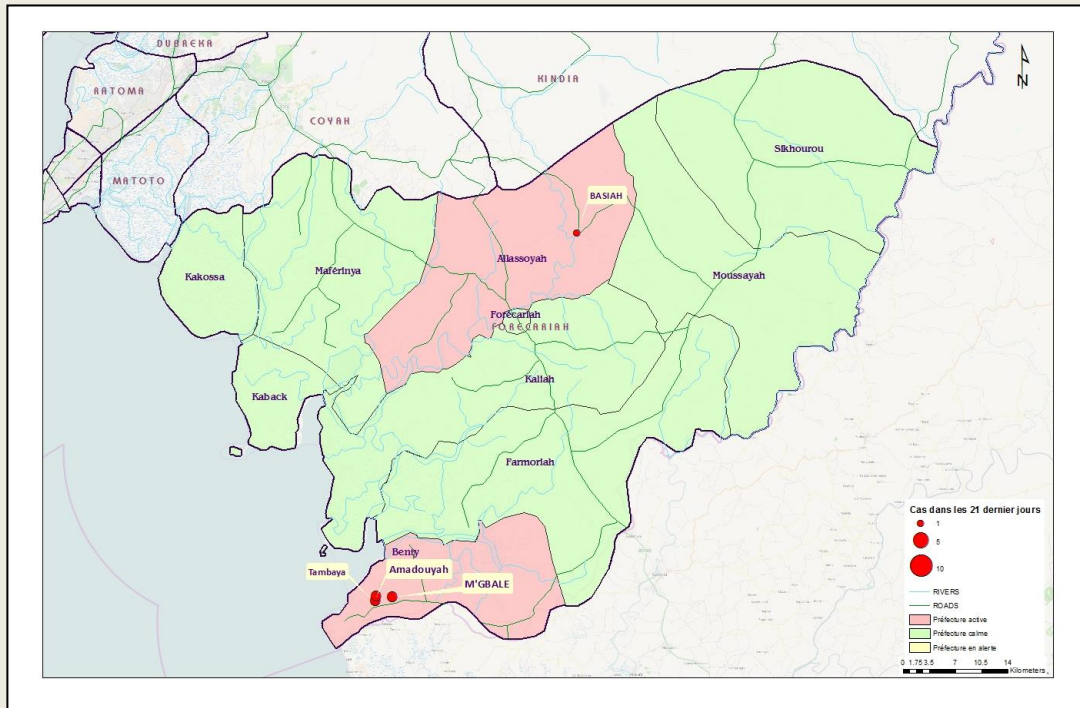 DUBREKA
KINDIA
RATOMA
COYAH
Sikhourou
MATOTO
BASIAH
Allassoyah
Kakossa
Maférinya
Moussayah
Forécariah
FORECARIAH
Kaback
Kaliah
Farmoriah
Benty
Tambaya
Amadouyah
M'GBALE
N
Cas dans les 21 dernier jours
1
5
10
RIVERS
ROADS
Préfecture active
Préfecture calme
Préfecture en alerte
0 1.75 3.5 7 10.5 14
Kilometers